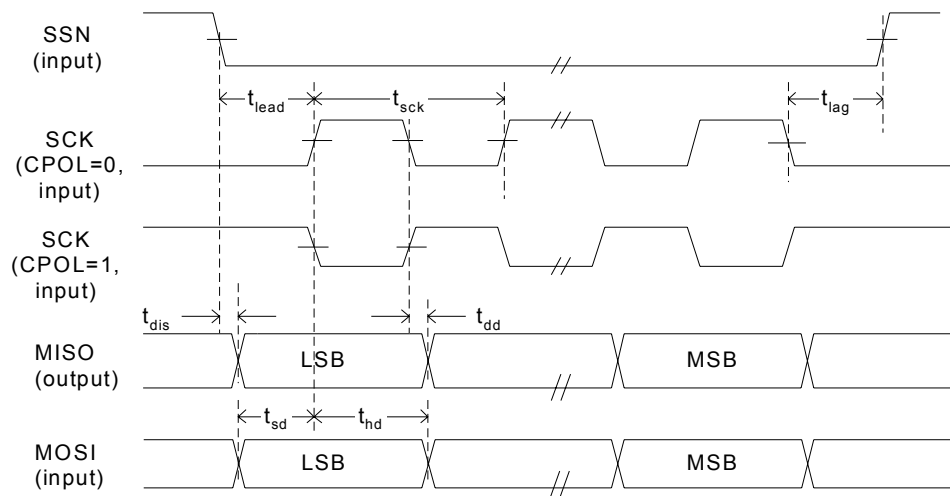 SSN
(input)
t_lead
t_sck
t_lag
SCK
(CPOL=0,
input)
SCK
(CPOL=1,
input)
t_dis
t_dd
MISO
(output)
LSB
MSB
t_sd
t_hd
MOSI
(input)
LSB
MSB